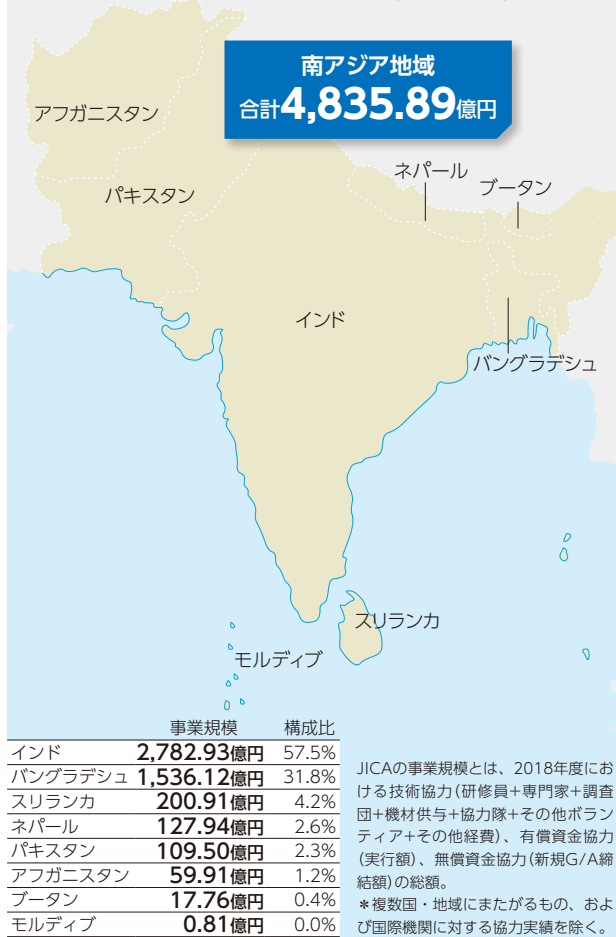 南アジア地域
合計4,835.89億円
アフガニスタン
ネパール
ブータン
パキスタン
インド
バングラデシュ
スリランカ
モルディブ
事業規模 構成比
インド 2,782.93億円 57.5%
バングラデシュ 1,536.12億円 31.8%
スリランカ 200.91億円 4.2%
ネパール 127.94億円 2.6%
パキスタン 109.50億円 2.3%
アフガニスタン 59.91億円 1.2%
ブータン 17.76億円 0.4%
モルディブ 0.81億円 0.0%
JICAの事業規模とは、2018年度にお
ける技術協力(研修員+専門家+調査
団+機材供与+協力隊+その他ボラン
ティア+その他経費)、有償資金協力
(実行額)、無償資金協力(新規G/A締
結額)の総額。
*複数国・地域にまたがるもの、およ
び国際機関に対する協力実績を除く。